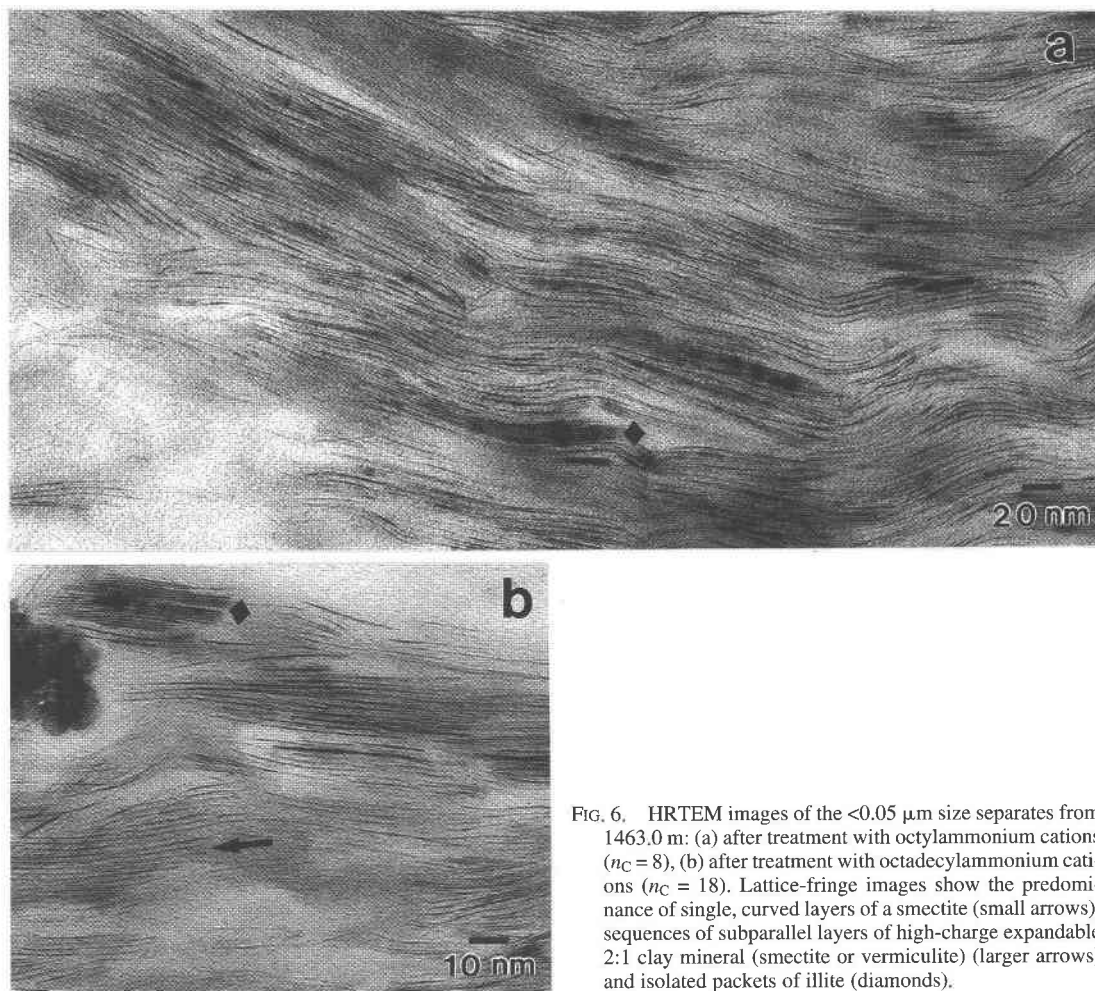 a
20 nm
b
10 nm
FIG. 6. HRTEM images of the <0.05 μm size separates from
1463.0 m: (a) after treatment with octylammonium cations
(nC = 8), (b) after treatment with octadecylammonium cati-
ons (nC = 18). Lattice-fringe images show the predomi-
nance of single, curved layers of a smectite (small arrows)
sequences of subparallel layers of high-charge expandable
2:1 clay mineral (smectite or vermiculite) (larger arrows
and isolated packets of illite (diamonds).